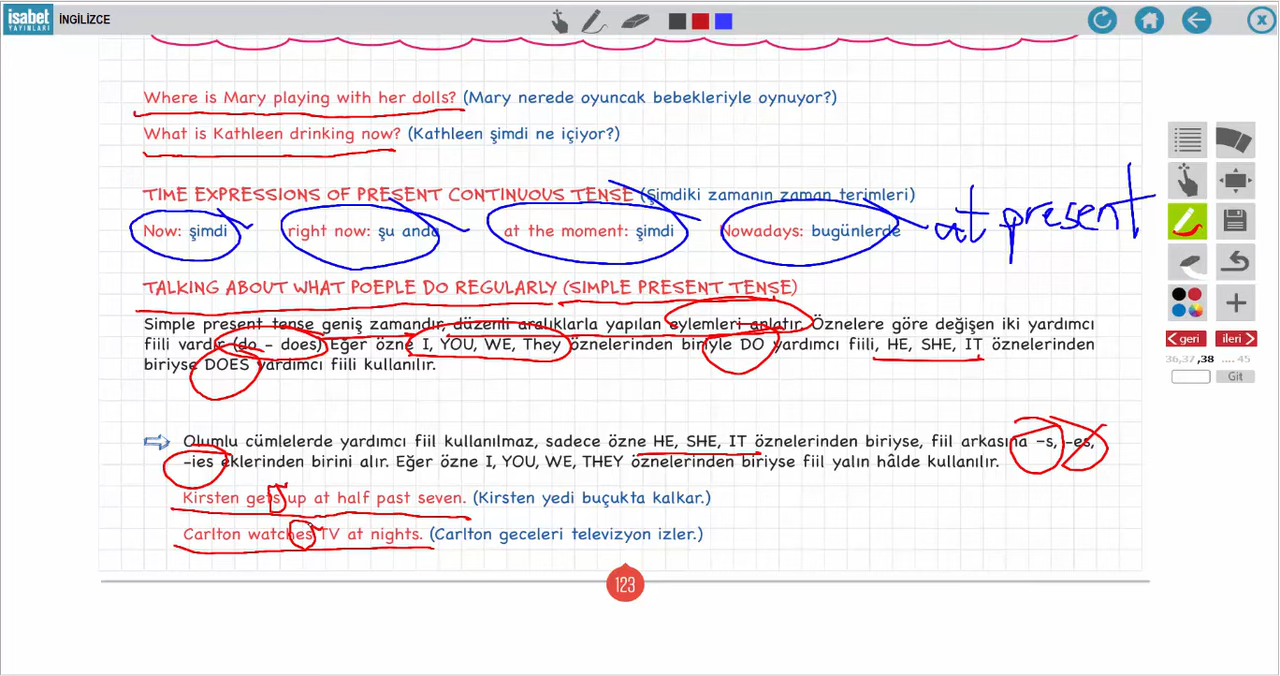 isabet
YAYINLARI
İNGİLİZCE
Where is Mary playing with her dolls? (Mary nerede oyuncak bebekleriyle oynuyor?)
What is Kathleen drinking now? (Kathleen şimdi ne içiyor?)
TIME EXPRESSIONS OF PRESENT CONTINUOUS TENSE (Şimdiki zamanın zaman terimleri)
Now: şimdi right now: şu anda at the moment: şimdi Nowadays: bugünlerde at present
TALKING ABOUT WHAT POEPLE DO REGULARLY (SIMPLE PRESENT TENSE)
Simple present tense geniş zamandır, düzenli aralıklarla yapılan eylemleri anlatır. Öznelere göre değişen iki yardımcı
fiili vardır (do - does) Eğer özne I, YOU, WE, They öznelerinden biriyle DO yardımcı fiili, HE, SHE, IT öznelerinden
biriyse DOES yardımcı fiili kullanılır.
Olumlu cümlelerde yardımcı fiil kullanılmaz, sadece özne HE, SHE, IT öznelerinden biriyse, fiil arkasına -s, -es,
-ies eklerinden birini alır. Eğer özne I, YOU, WE, THEY öznelerinden biriyse fiil yalın hâlde kullanılır.
Kirsten gets up at half past seven. (Kirsten yedi buçukta kalkar.)
Carlton watches TV at nights. (Carlton geceleri televizyon izler.)
123
geri ileri
36,37,38 .... 45
Git